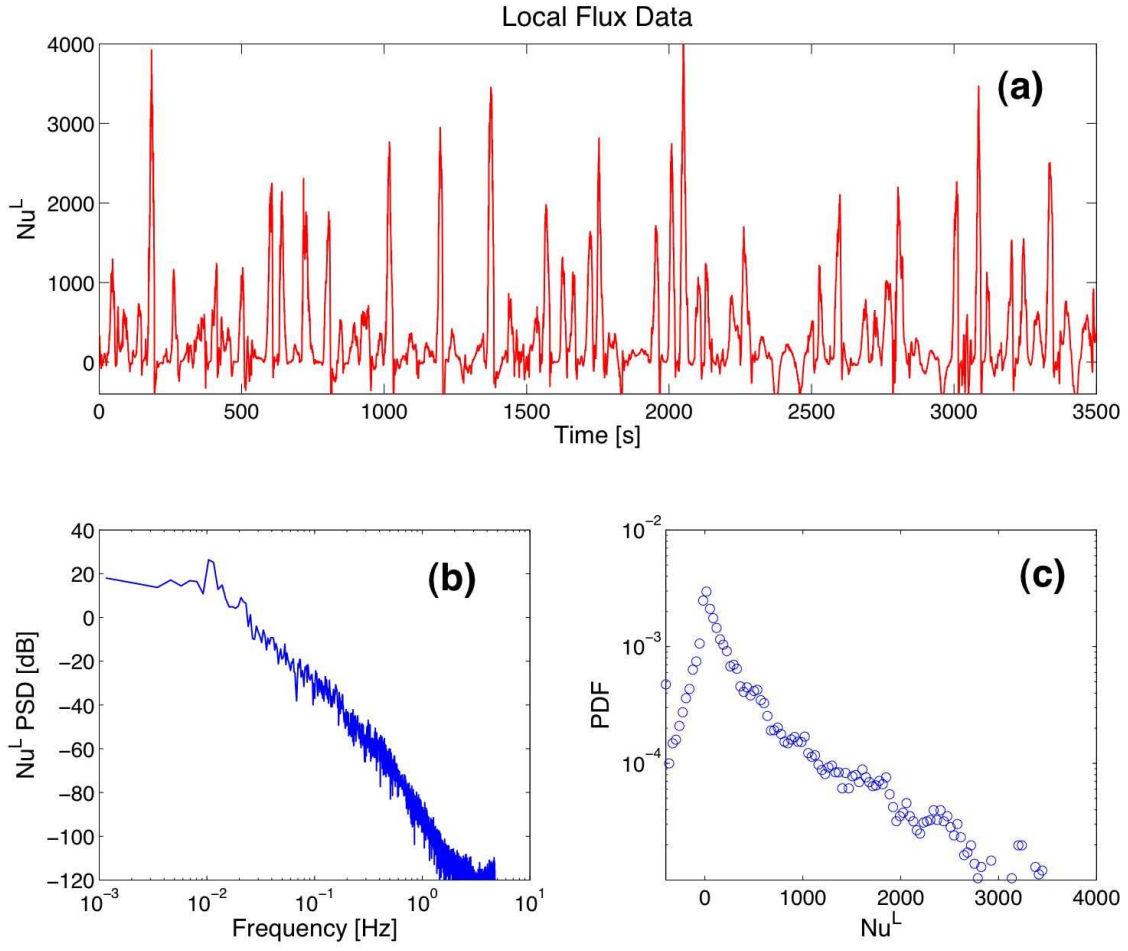 Local Flux Data
(a)
4000
3000
2000
1000
0
Nu^L
0 500 1000 1500 2000 2500 3000 3500
Time [s]
(b)
40
20
0
−20
−40
−60
−80
−100
−120
Nu^L PSD [dB]
10^−3 10^−2 10^−1 10^0 10^1
Frequency [Hz]
(c)
10^−2
10^−3
10^−4
PDF
0 1000 2000 3000 4000
Nu^L